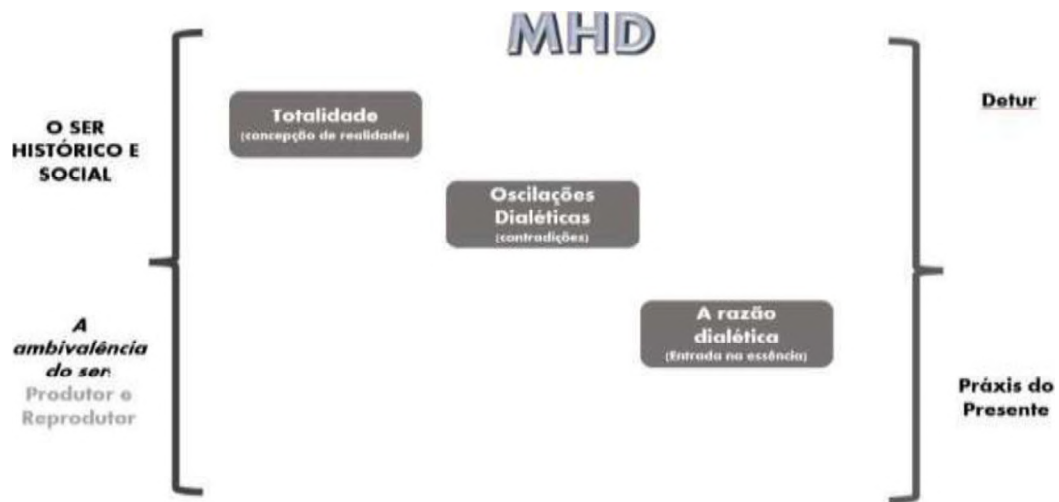 MHD
O SER
HISTÓRICO E
SOCIAL
A
ambivalência
do ser:
Produtor e
Reprodutor
Totalidade
(concepção de realidade)
Oscilações
Dialéticas
(contradições)
A razão
dialética
(Entrada na essência)
Detur
Práxis do
Presente